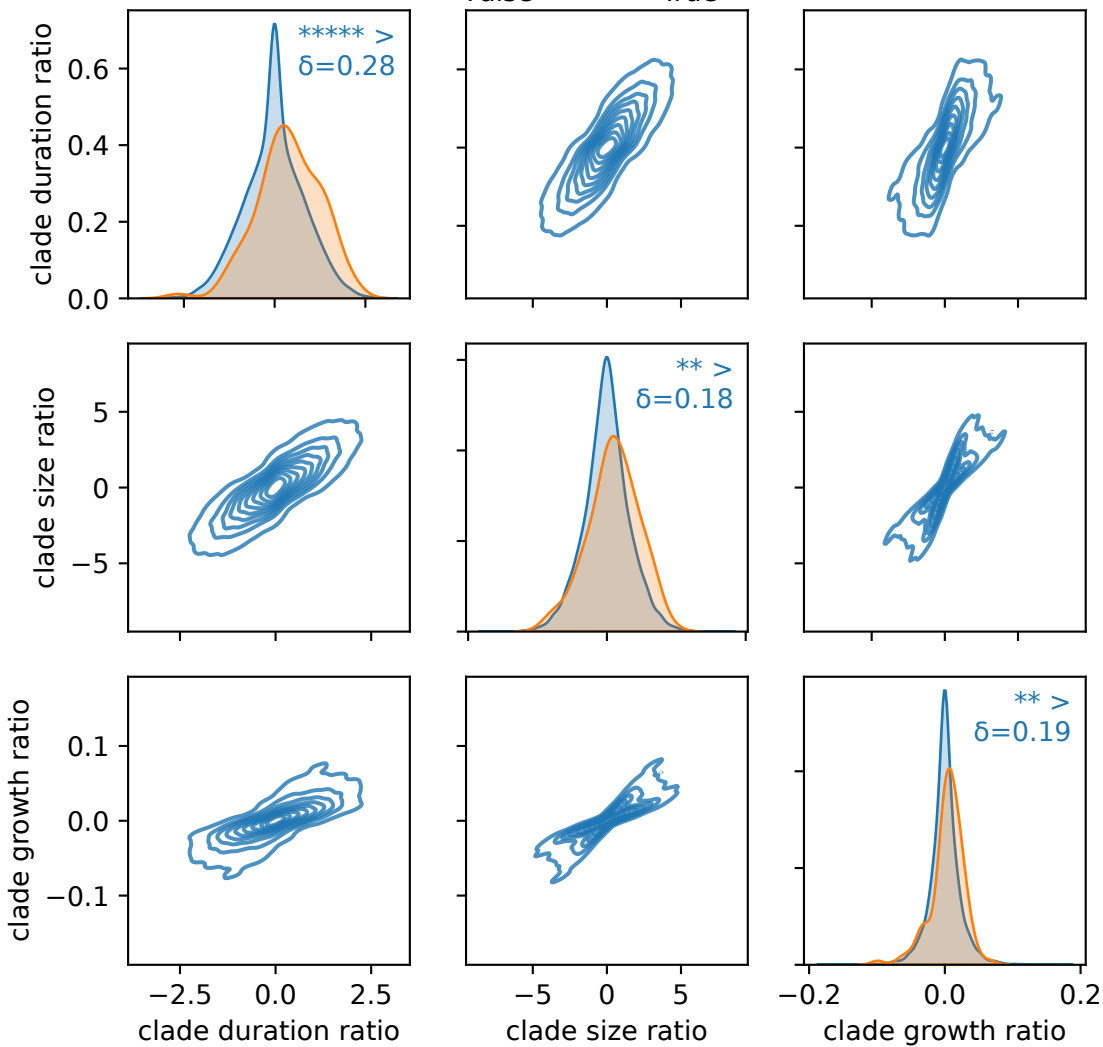 ***** >
δ=0.28
clade duration ratio
0.6
0.4
0.2
0.0
** >
δ=0.18
clade size ratio
5
0
−5
** >
δ=0.19
clade growth ratio
0.1
0.0
−0.1
−2.5 0.0 2.5 −5 0 5 −0.2 0.0 0.2
clade duration ratio clade size ratio clade growth ratio